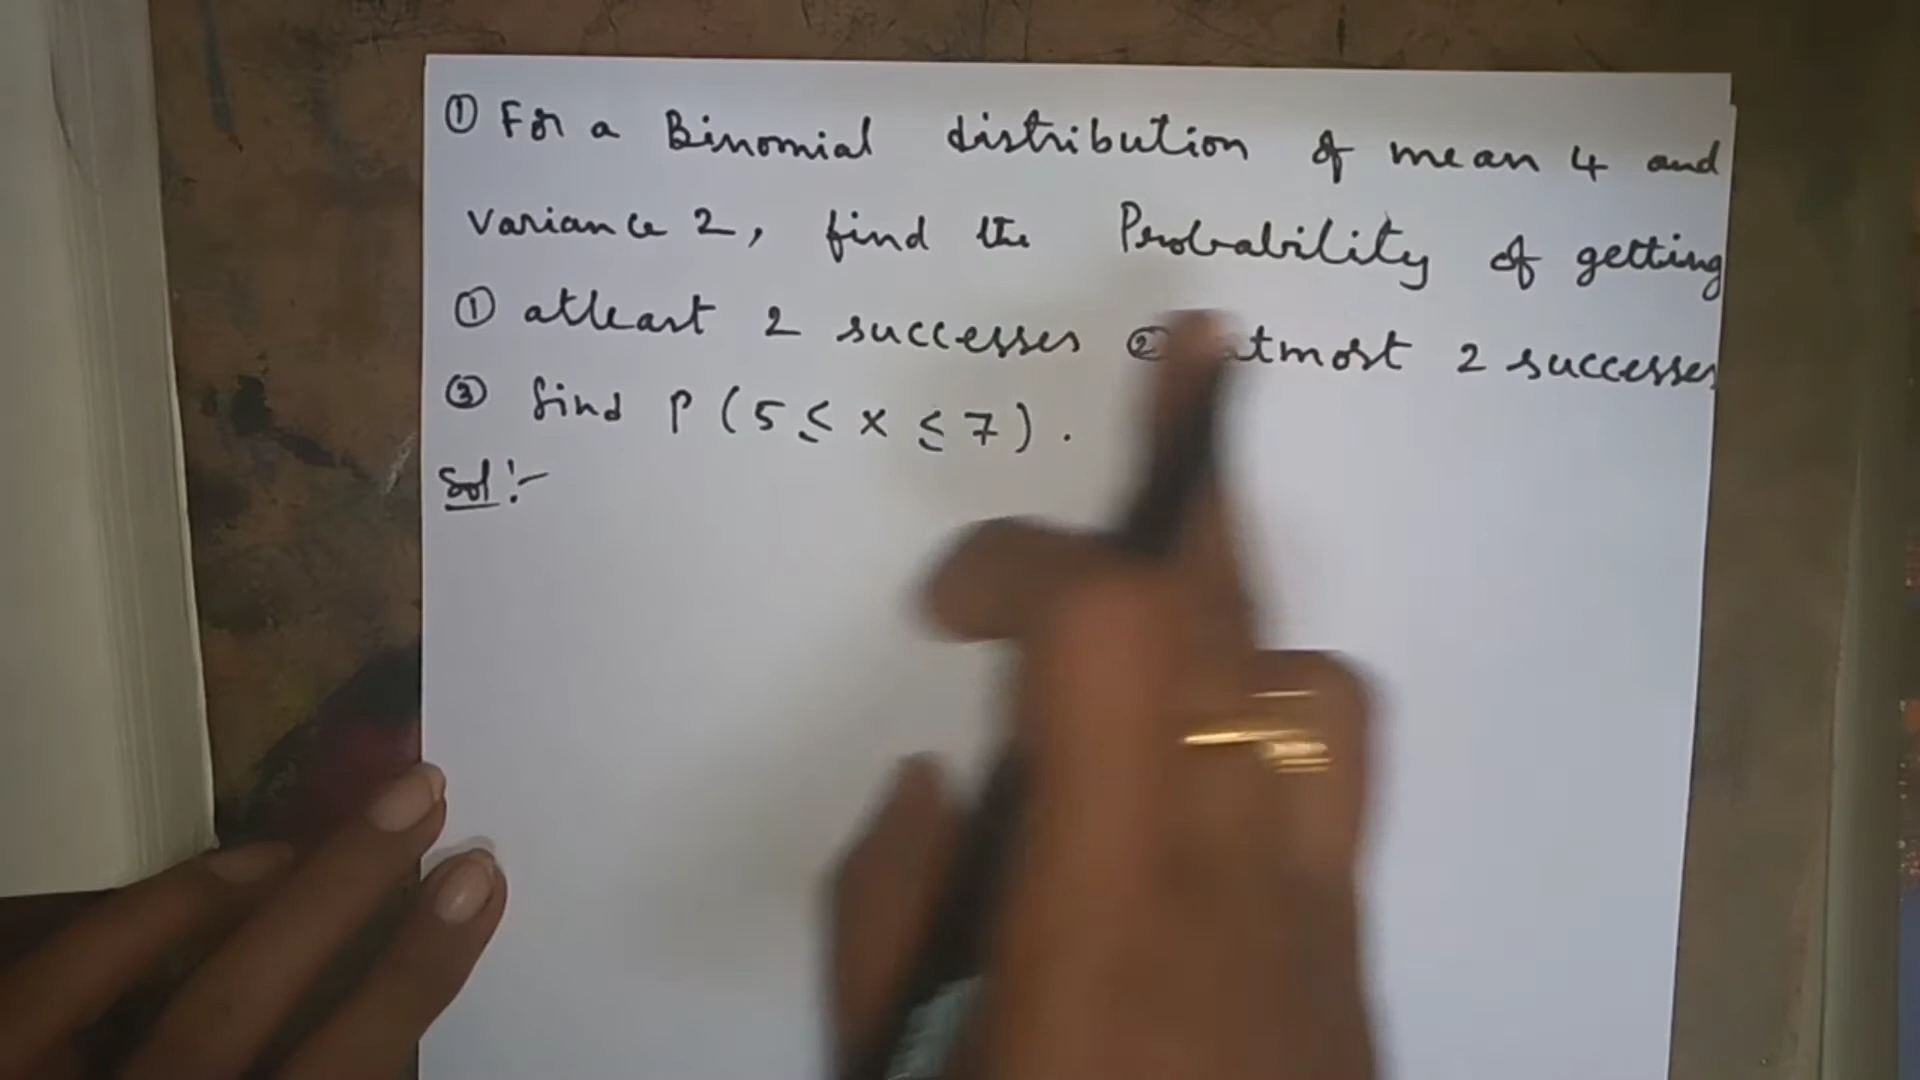 ① For a Binomial distribution of mean 4 and
variance 2, find the Probability of getting
① atleast 2 successes ② atmost 2 successes
③ find P(5 ≤ x ≤ 7).
Sol:-